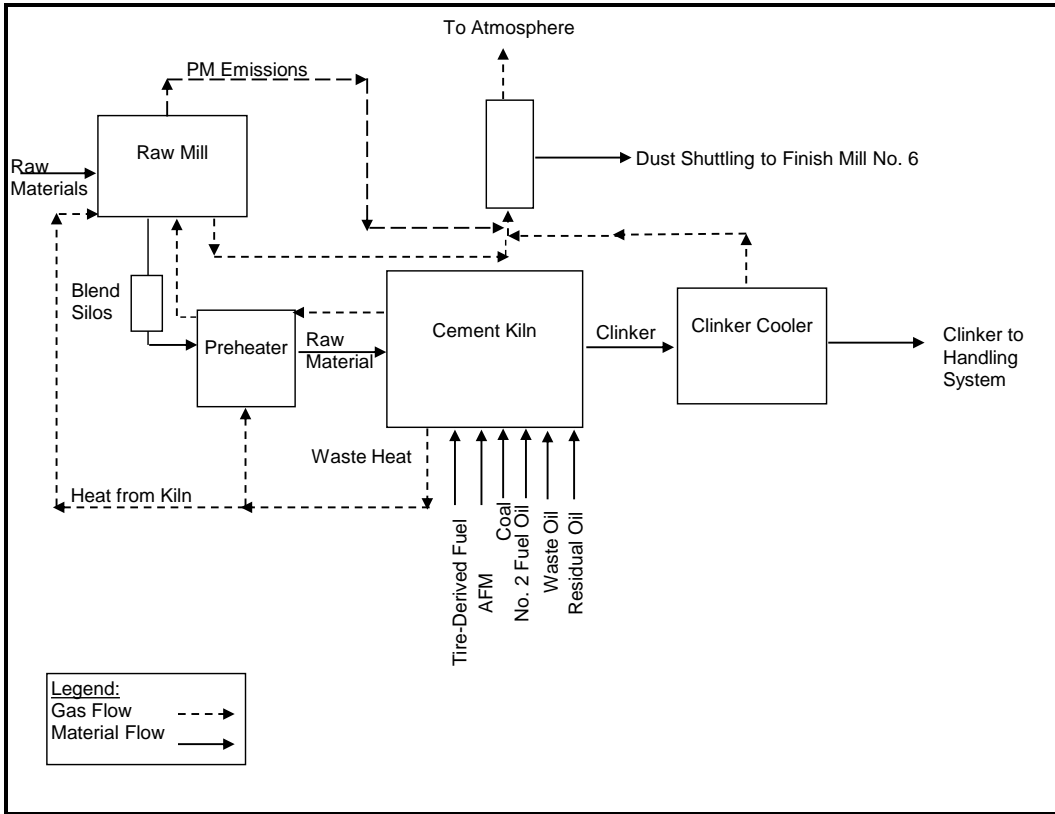 To Atmosphere
PM Emissions
Raw Mill
Raw
Materials
Dust Shuttling to Finish Mill No. 6
Blend
Silos
Preheater
Raw
Material
Cement Kiln
Clinker
Clinker Cooler
Clinker to
Handling
System
Waste Heat
Heat from Kiln
Tire-Derived Fuel
AFM
Coal
No. 2 Fuel Oil
Waste Oil
Residual Oil
Legend:
Gas Flow
Material Flow